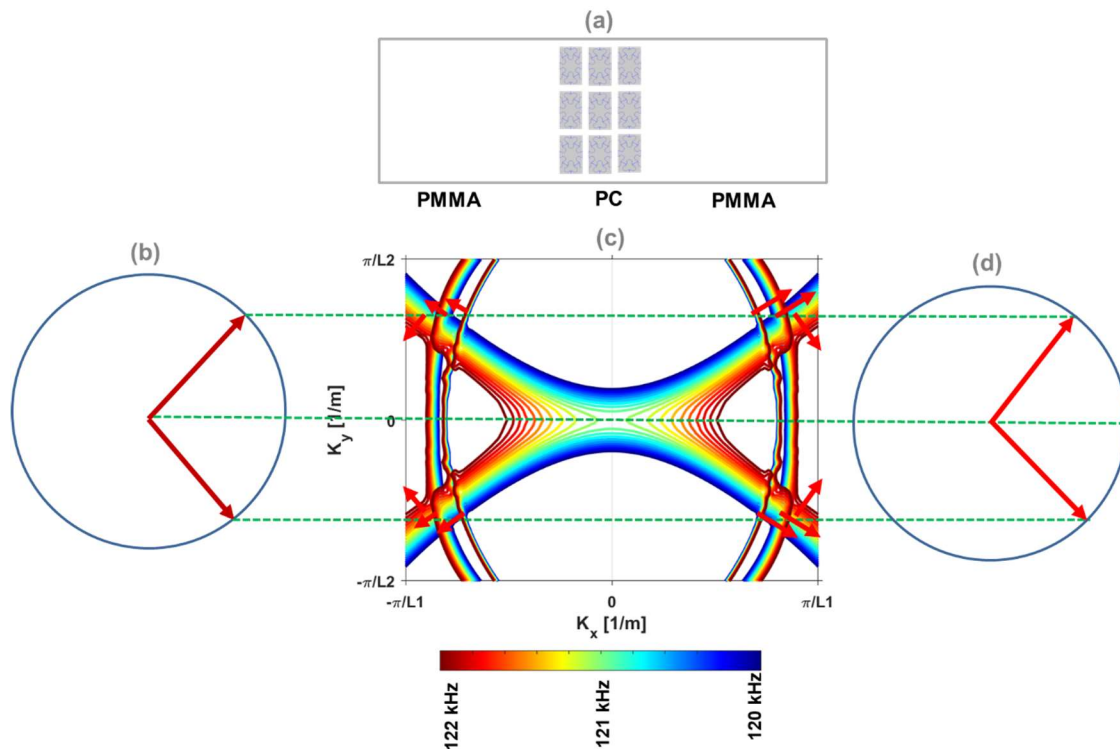 (a)
PMMA PC PMMA
(b)
(c)
(d)
π/L2
0
-π/L2
K_y [1/m]
-π/L1 0 π/L1
K_x [1/m]
122 kHz 121 kHz 120 kHz